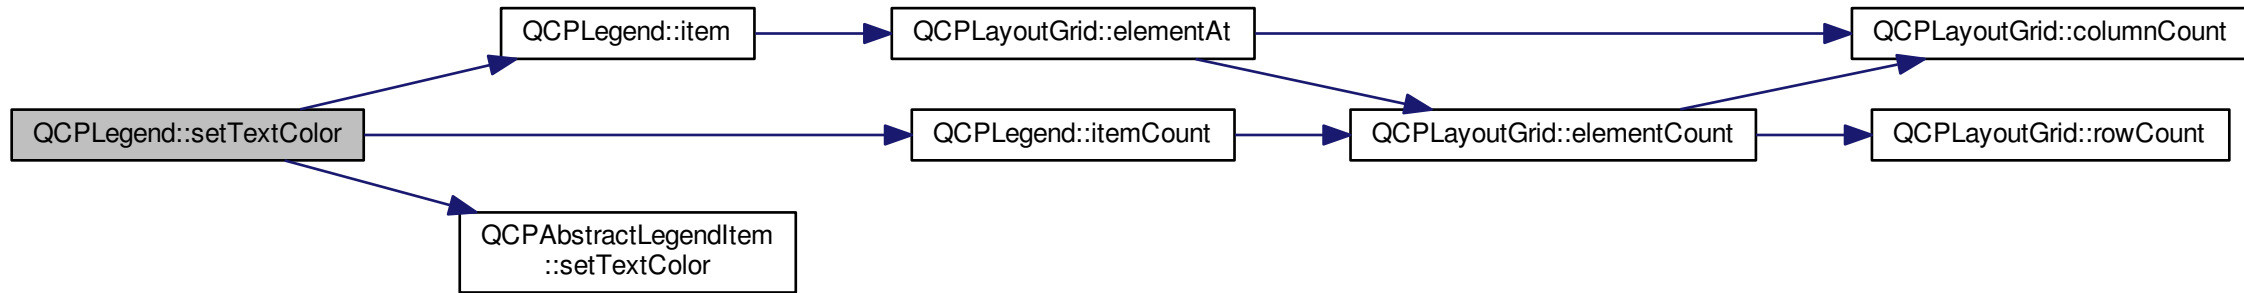 QCPLegend::item
QCPLayoutGrid::elementAt
QCPLayoutGrid::columnCount
QCPLegend::setTextColor
QCPLegend::itemCount
QCPLayoutGrid::elementCount
QCPLayoutGrid::rowCount
QCPAbstractLegendItem
::setTextColor